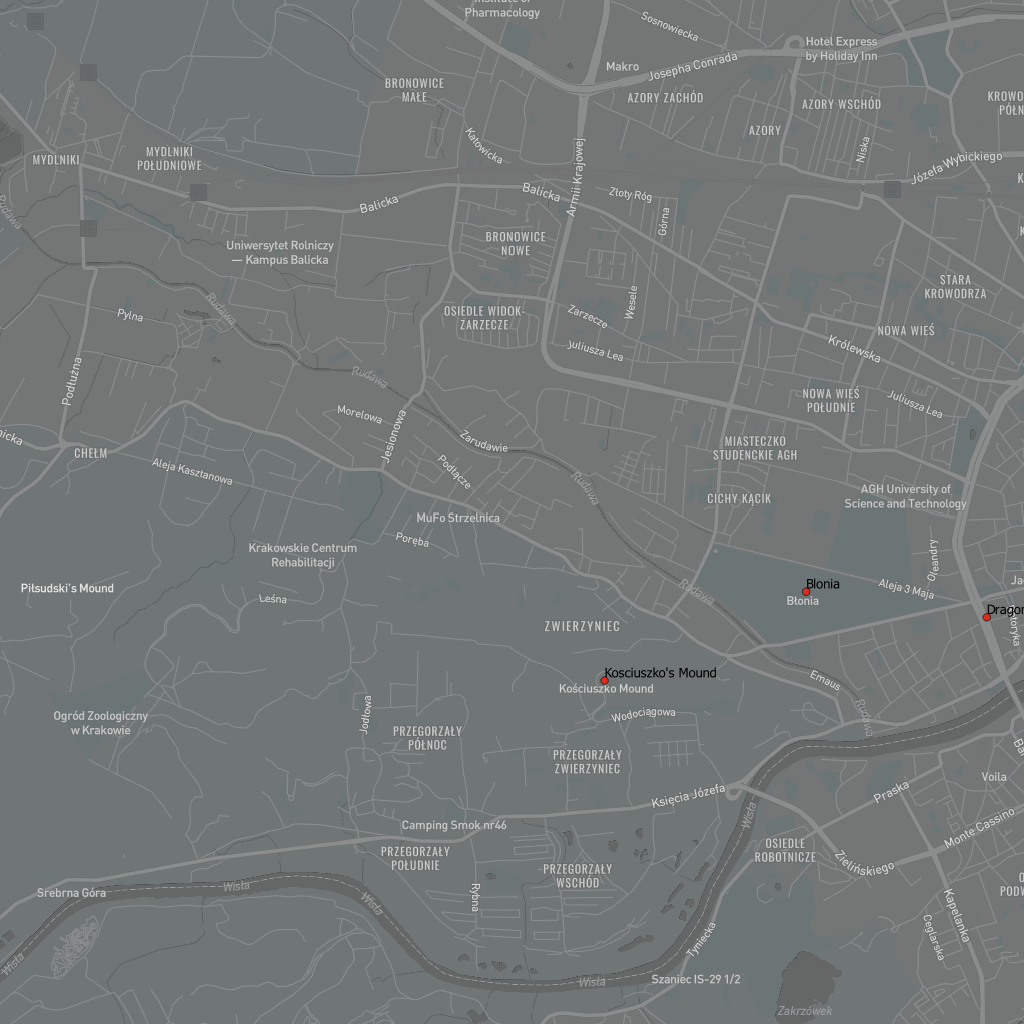 Pharmacology
Sosnowiecka
Hotel Express
by Holiday Inn
Makro
Josepha Conrada
BRONOWICE
MAŁE
AZORY ZACHÓD
AZORY WSCHÓD
AZORY
Katowicka
Niska
MYDLNIKI
MYDLNIKI
POŁUDNIOWE
Armii Krajowej
Józefa Wybickiego
Balicka
Balicka
Złoty Róg
Górna
Rudawa
Uniwersytet Rolniczy
— Kampus Balicka
BRONOWICE
NOWE
STARA
KROWODRZA
Pylna
Rudawa
OSIEDLE WIDOK-
ZARZECZE
Zarzecze
Wesele
NOWA WIEŚ
Królewska
Juliusza Lea
Podłużna
Rudawa
NOWA WIEŚ
POŁUDNIE
Juliusza Lea
Morelowa
Jesionowa
Zarudawie
CHEŁM
Aleja Kasztanowa
Podłącze
Rudawa
MIASTECZKO
STUDENCKIE AGH
CICHY KĄCIK
AGH University of
Science and Technology
MuFo Strzelnica
Poręba
Krakowskie Centrum
Rehabilitacji
Oleandry
Piłsudski's Mound
Leśna
Rudawa
Blonia
Błonia
Aleja 3 Maja
ZWIERZYNIEC
Kosciuszko's Mound
Kościuszko Mound
Emaus
Rudawa
Ogród Zoologiczny
w Krakowie
Jodłowa
Wodociągowa
PRZEGORZAŁY
PÓŁNOC
PRZEGORZAŁY
ZWIERZYNIEC
Voila
Księcia Józefa
Praska
Wisła
Camping Smok nr46
Monte Cassino
PRZEGORZAŁY
POŁUDNIE
PRZEGORZAŁY
WSCHÓD
OSIEDLE
ROBOTNICZE
Zielińskiego
Srebrna Góra
Wisła
Wisła
Rybna
Kapelanka
Ceglarska
Tyniecka
Wisła
Wisła
Szaniec IS-29 1/2
Zakrzówek